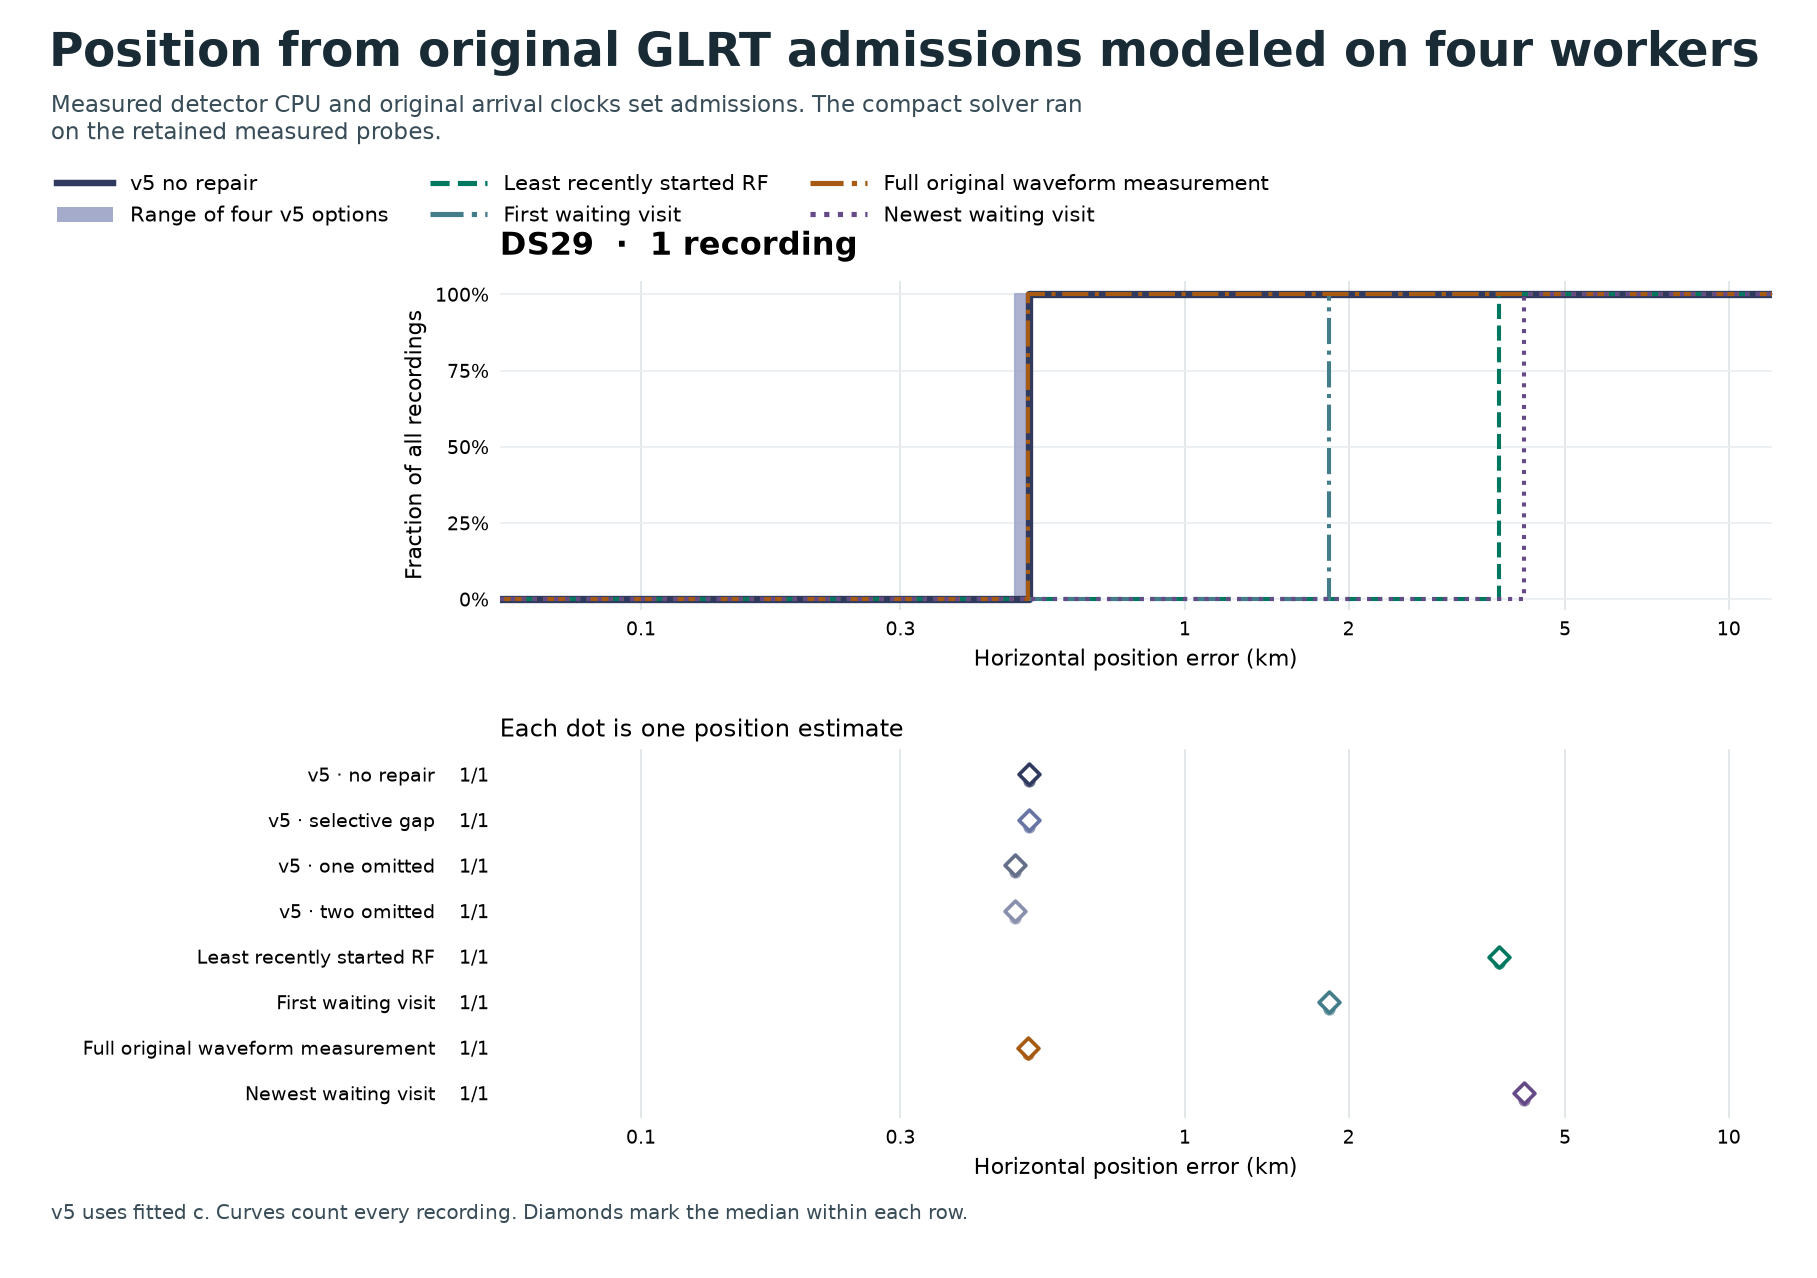 Position from original GLRT admissions modeled on four workers
Measured detector CPU and original arrival clocks set admissions. The compact solver ran
on the retained measured probes.
v5 no repair
Least recently started RF
Full original waveform measurement
Range of four v5 options
First waiting visit
Newest waiting visit
DS29 · 1 recording
100%
75%
50%
25%
0%
Fraction of all recordings
0.1 0.3 1 2 5 10
Horizontal position error (km)
Each dot is one position estimate
v5 · no repair 1/1
v5 · selective gap 1/1
v5 · one omitted 1/1
v5 · two omitted 1/1
Least recently started RF 1/1
First waiting visit 1/1
Full original waveform measurement 1/1
Newest waiting visit 1/1
0.1 0.3 1 2 5 10
Horizontal position error (km)
v5 uses fitted c. Curves count every recording. Diamonds mark the median within each row.